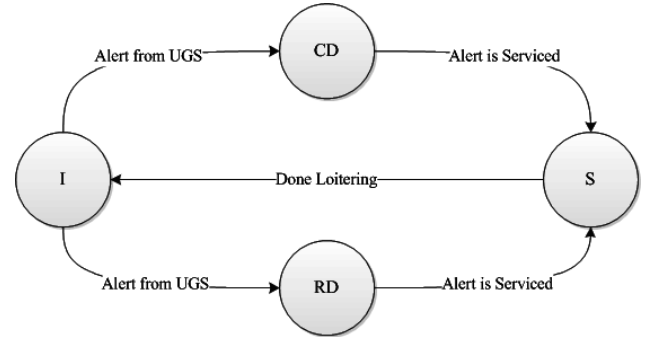 CD
Alert from UGS
Alert is Serviced
I
Done Loitering
S
Alert from UGS
RD
Alert is Serviced